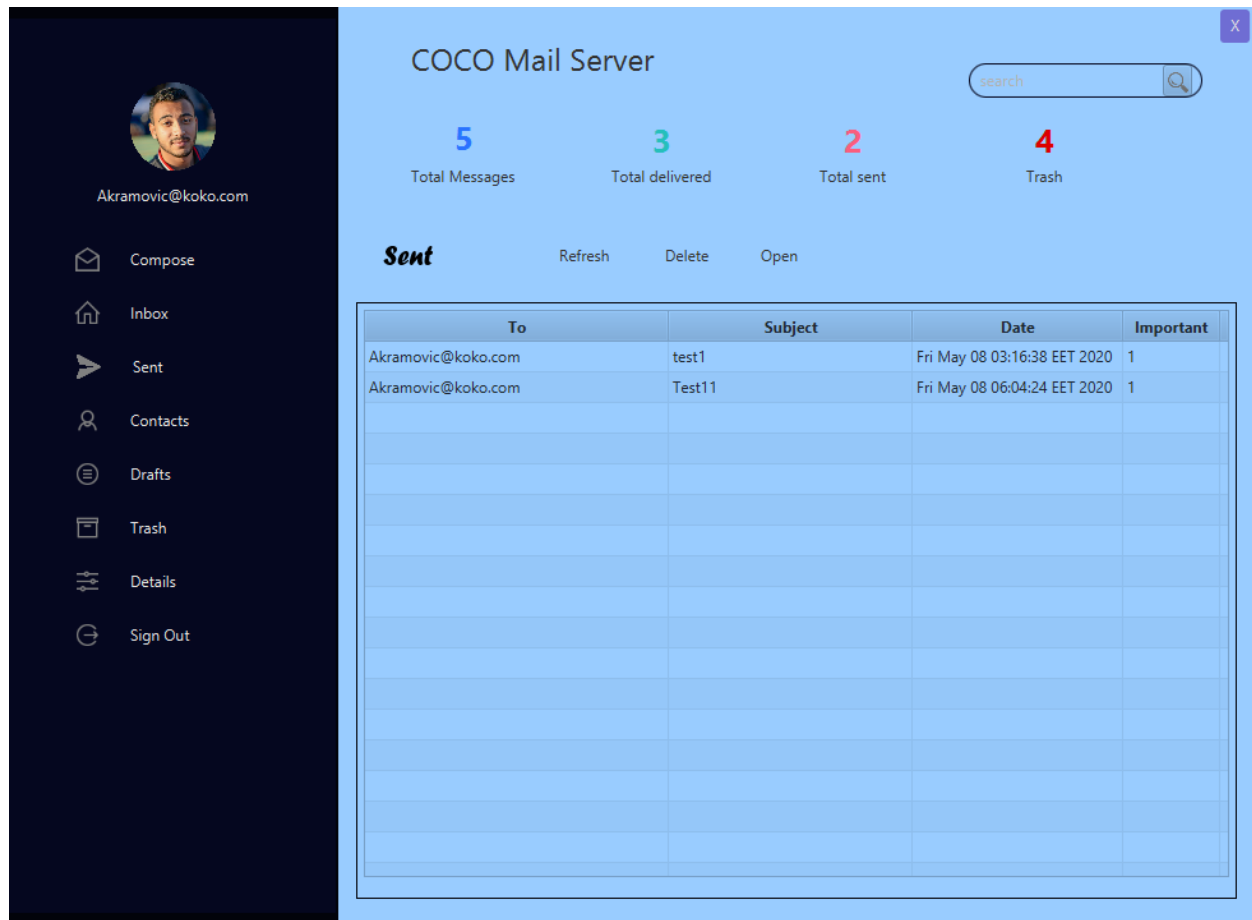 X
COCO Mail Server
search
5 3 2 4
Total Messages Total delivered Total sent Trash
Akramovic@koko.com
Compose
Inbox
Sent
Contacts
Drafts
Trash
Details
Sign Out
Sent Refresh Delete Open
To Subject Date Important
Akramovic@koko.com test1 Fri May 08 03:16:38 EET 2020 1
Akramovic@koko.com Test11 Fri May 08 06:04:24 EET 2020 1